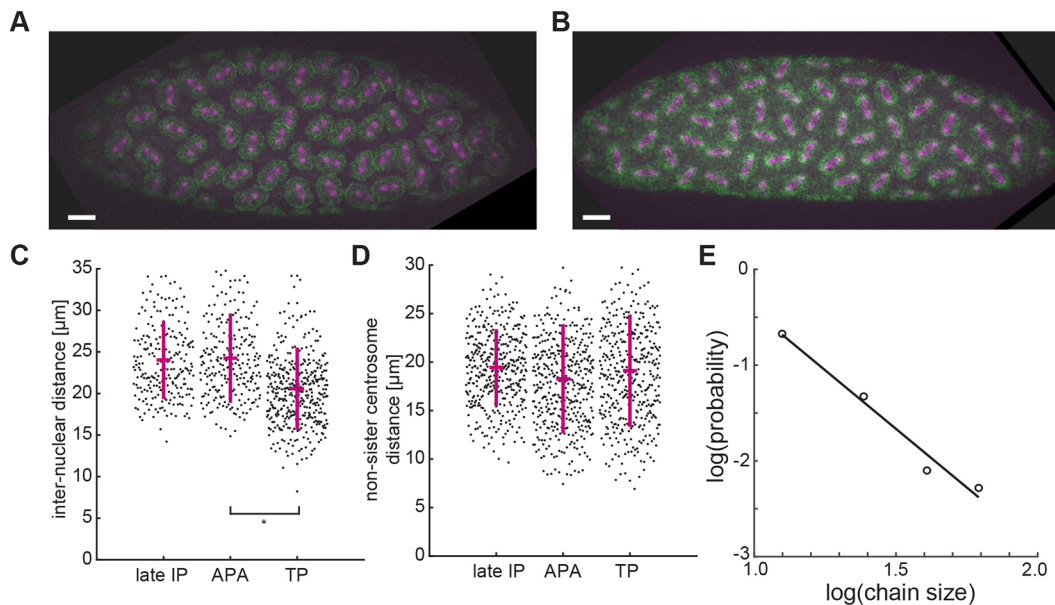 A
B
C
inter-nuclear distance [µm]
35
30
25
20
15
10
5
0
*
late IP
APA
TP
D
non-sister centrosome
distance [µm]
30
25
20
15
10
5
0
late IP
APA
TP
E
log(probability)
-0
-1
-2
-3
1.0
1.5
2.0
log(chain size)